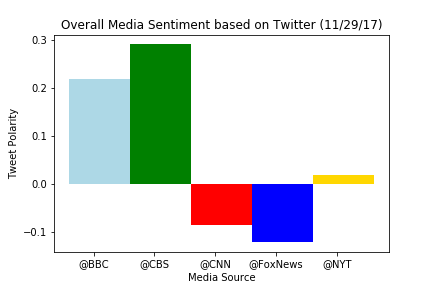 Overall Media Sentiment based on Twitter (11/29/17)
Tweet Polarity
0.3
0.2
0.1
0.0
−0.1
@BBC @CBS @CNN @FoxNews @NYT
Media Source